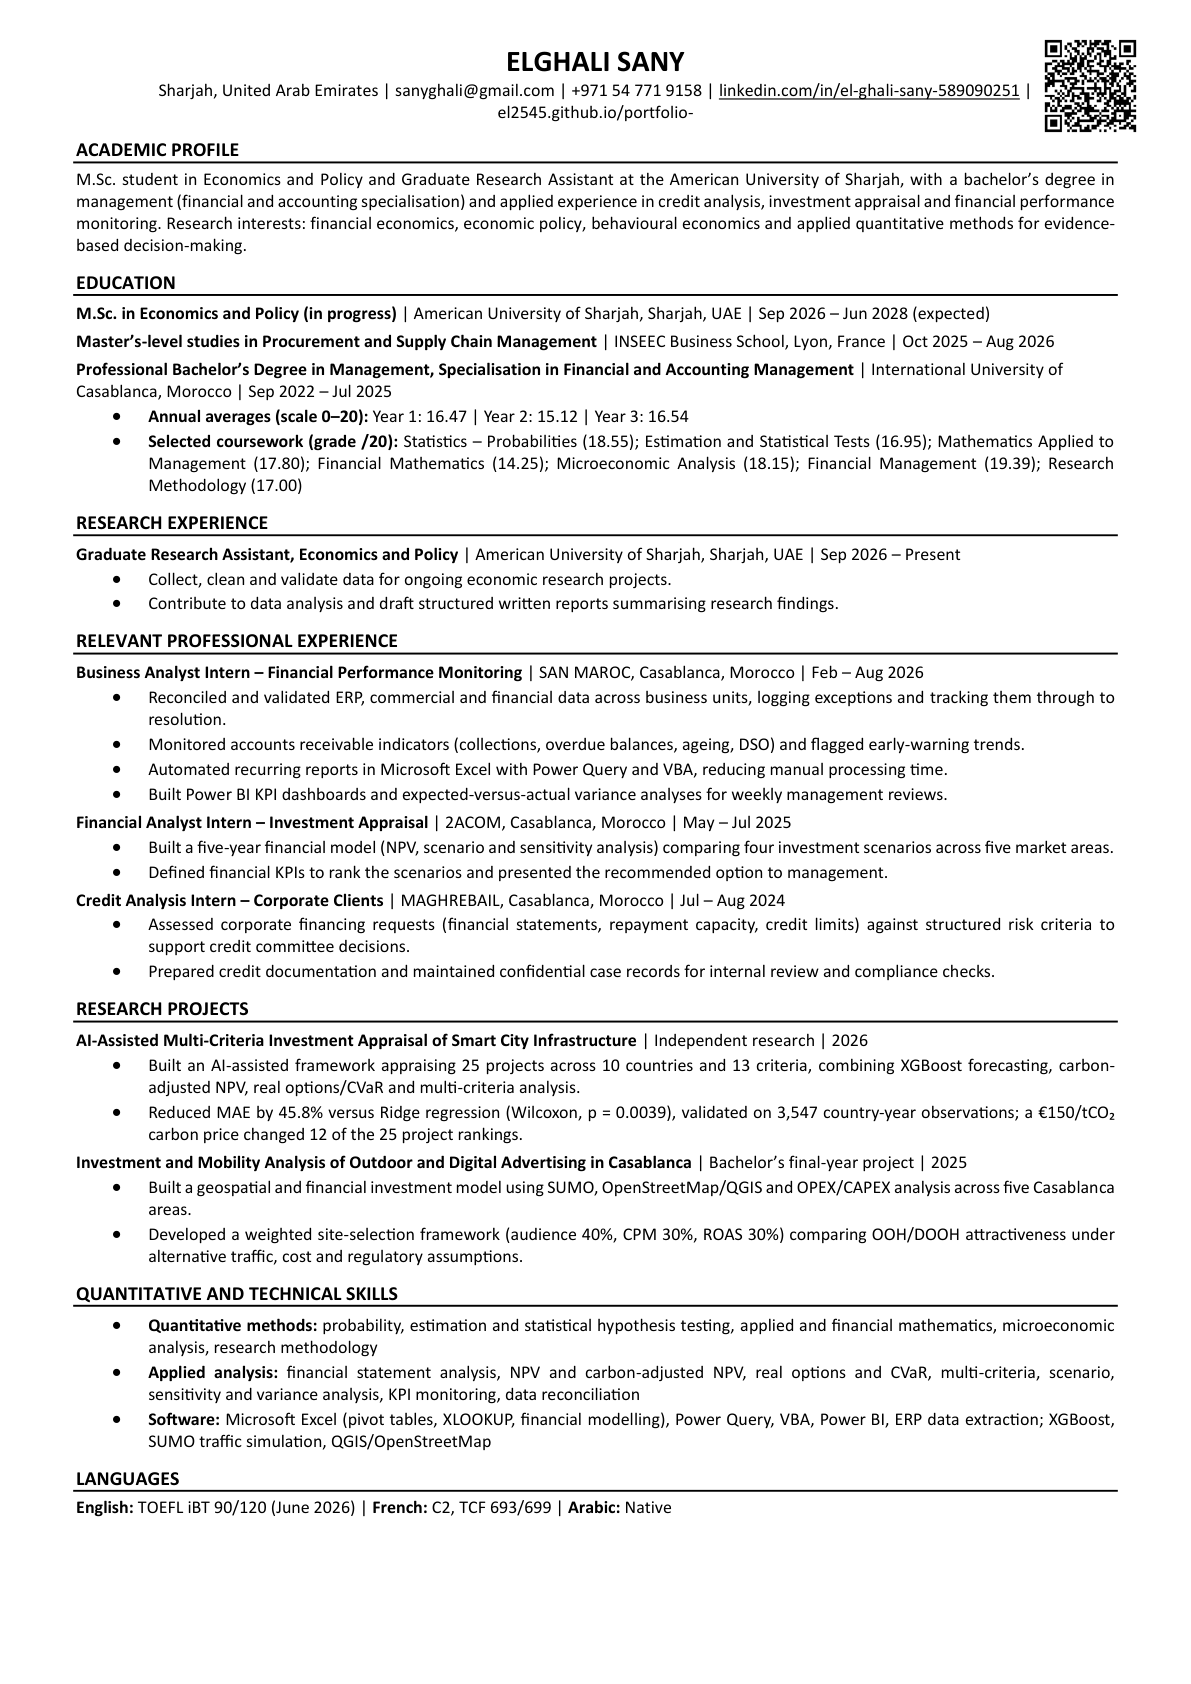 ELGHALI SANY
Sharjah, United Arab Emirates | sanyghali@gmail.com | +971 54 771 9158 | linkedin.com/in/el-ghali-sany-589090251 |
el2545.github.io/portfolio-
ACADEMIC PROFILE
M.Sc. student in Economics and Policy and Graduate Research Assistant at the American University of Sharjah, with a bachelor’s degree in
management (financial and accounting specialisation) and applied experience in credit analysis, investment appraisal and financial performance
monitoring. Research interests: financial economics, economic policy, behavioural economics and applied quantitative methods for evidence-
based decision-making.
EDUCATION
M.Sc. in Economics and Policy (in progress) | American University of Sharjah, Sharjah, UAE | Sep 2026 – Jun 2028 (expected)
Master’s-level studies in Procurement and Supply Chain Management | INSEEC Business School, Lyon, France | Oct 2025 – Aug 2026
Professional Bachelor’s Degree in Management, Specialisation in Financial and Accounting Management | International University of
Casablanca, Morocco | Sep 2022 – Jul 2025
• Annual averages (scale 0–20): Year 1: 16.47 | Year 2: 15.12 | Year 3: 16.54
• Selected coursework (grade /20): Statistics – Probabilities (18.55); Estimation and Statistical Tests (16.95); Mathematics Applied to
Management (17.80); Financial Mathematics (14.25); Microeconomic Analysis (18.15); Financial Management (19.39); Research
Methodology (17.00)
RESEARCH EXPERIENCE
Graduate Research Assistant, Economics and Policy | American University of Sharjah, Sharjah, UAE | Sep 2026 – Present
• Collect, clean and validate data for ongoing economic research projects.
• Contribute to data analysis and draft structured written reports summarising research findings.
RELEVANT PROFESSIONAL EXPERIENCE
Business Analyst Intern – Financial Performance Monitoring | SAN MAROC, Casablanca, Morocco | Feb – Aug 2026
• Reconciled and validated ERP, commercial and financial data across business units, logging exceptions and tracking them through to
resolution.
• Monitored accounts receivable indicators (collections, overdue balances, ageing, DSO) and flagged early-warning trends.
• Automated recurring reports in Microsoft Excel with Power Query and VBA, reducing manual processing time.
• Built Power BI KPI dashboards and expected-versus-actual variance analyses for weekly management reviews.
Financial Analyst Intern – Investment Appraisal | 2ACOM, Casablanca, Morocco | May – Jul 2025
• Built a five-year financial model (NPV, scenario and sensitivity analysis) comparing four investment scenarios across five market areas.
• Defined financial KPIs to rank the scenarios and presented the recommended option to management.
Credit Analysis Intern – Corporate Clients | MAGHREBAIL, Casablanca, Morocco | Jul – Aug 2024
• Assessed corporate financing requests (financial statements, repayment capacity, credit limits) against structured risk criteria to
support credit committee decisions.
• Prepared credit documentation and maintained confidential case records for internal review and compliance checks.
RESEARCH PROJECTS
AI-Assisted Multi-Criteria Investment Appraisal of Smart City Infrastructure | Independent research | 2026
• Built an AI-assisted framework appraising 25 projects across 10 countries and 13 criteria, combining XGBoost forecasting, carbon-
adjusted NPV, real options/CVaR and multi-criteria analysis.
• Reduced MAE by 45.8% versus Ridge regression (Wilcoxon, p = 0.0039), validated on 3,547 country-year observations; a €150/tCO₂
carbon price changed 12 of the 25 project rankings.
Investment and Mobility Analysis of Outdoor and Digital Advertising in Casablanca | Bachelor’s final-year project | 2025
• Built a geospatial and financial investment model using SUMO, OpenStreetMap/QGIS and OPEX/CAPEX analysis across five Casablanca
areas.
• Developed a weighted site-selection framework (audience 40%, CPM 30%, ROAS 30%) comparing OOH/DOOH attractiveness under
alternative traffic, cost and regulatory assumptions.
QUANTITATIVE AND TECHNICAL SKILLS
• Quantitative methods: probability, estimation and statistical hypothesis testing, applied and financial mathematics, microeconomic
analysis, research methodology
• Applied analysis: financial statement analysis, NPV and carbon-adjusted NPV, real options and CVaR, multi-criteria, scenario,
sensitivity and variance analysis, KPI monitoring, data reconciliation
• Software: Microsoft Excel (pivot tables, XLOOKUP, financial modelling), Power Query, VBA, Power BI, ERP data extraction; XGBoost,
SUMO traffic simulation, QGIS/OpenStreetMap
LANGUAGES
English: TOEFL iBT 90/120 (June 2026) | French: C2, TCF 693/699 | Arabic: Native